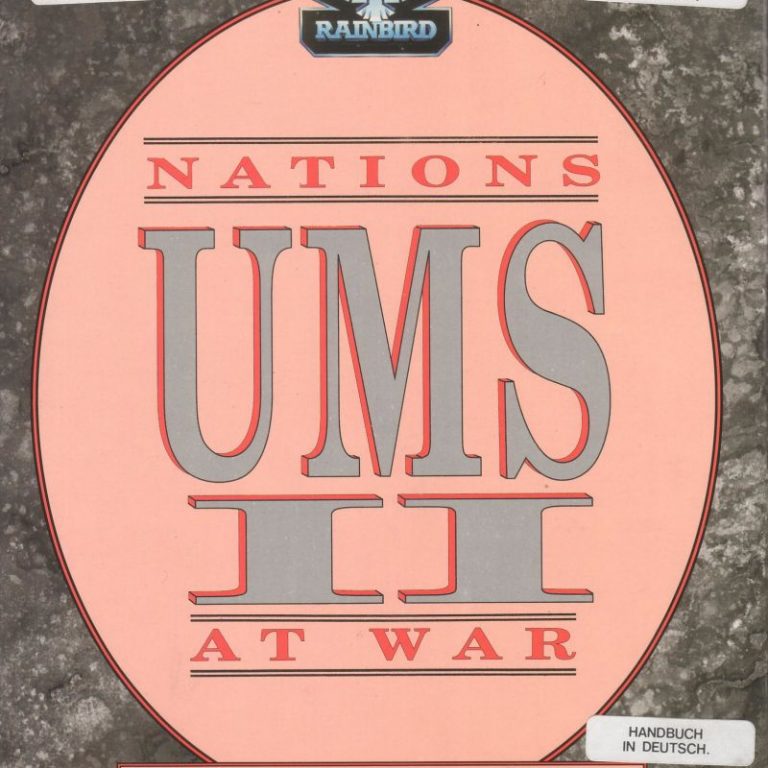 RAINBIRD
NATIONS
UMS
II
AT WAR
HANDBUCH
IN DEUTSCH.